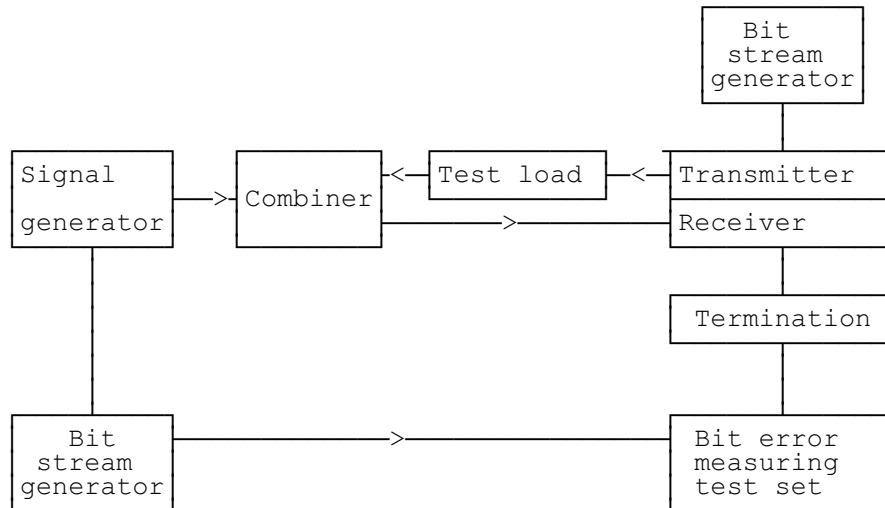 Bit
stream
generator
Signal
generator
Combiner
Test load
Transmitter
Receiver
Termination
Bit
stream
generator
Bit error
measuring
test set